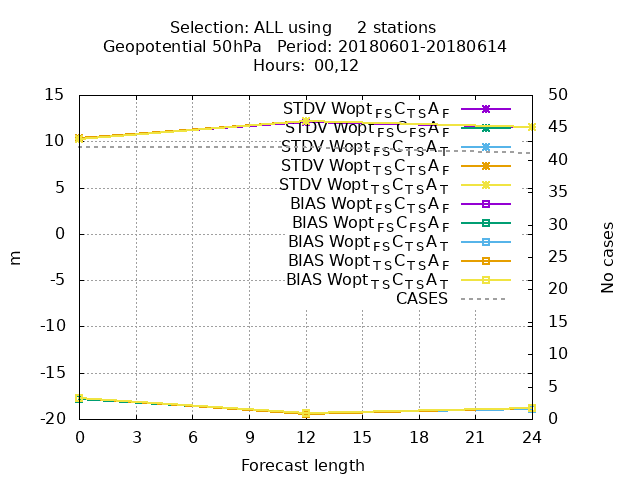 Selection: ALL using 2 stations
Geopotential 50hPa Period: 20180601-20180614
Hours: 00,12
15
10
5
0
-5
-10
-15
-20
m
50
45
40
35
30
25
20
15
10
5
0
No cases
STDV Wopt FS C TS A F
STDV Wopt FS C FS A F
STDV Wopt FS C TS A T
STDV Wopt TS C TS A F
STDV Wopt TS C TS A T
BIAS Wopt FS C TS A F
BIAS Wopt FS C FS A F
BIAS Wopt FS C TS A T
BIAS Wopt TS C TS A F
BIAS Wopt TS C TS A T
CASES
0 3 6 9 12 15 18 21 24
Forecast length